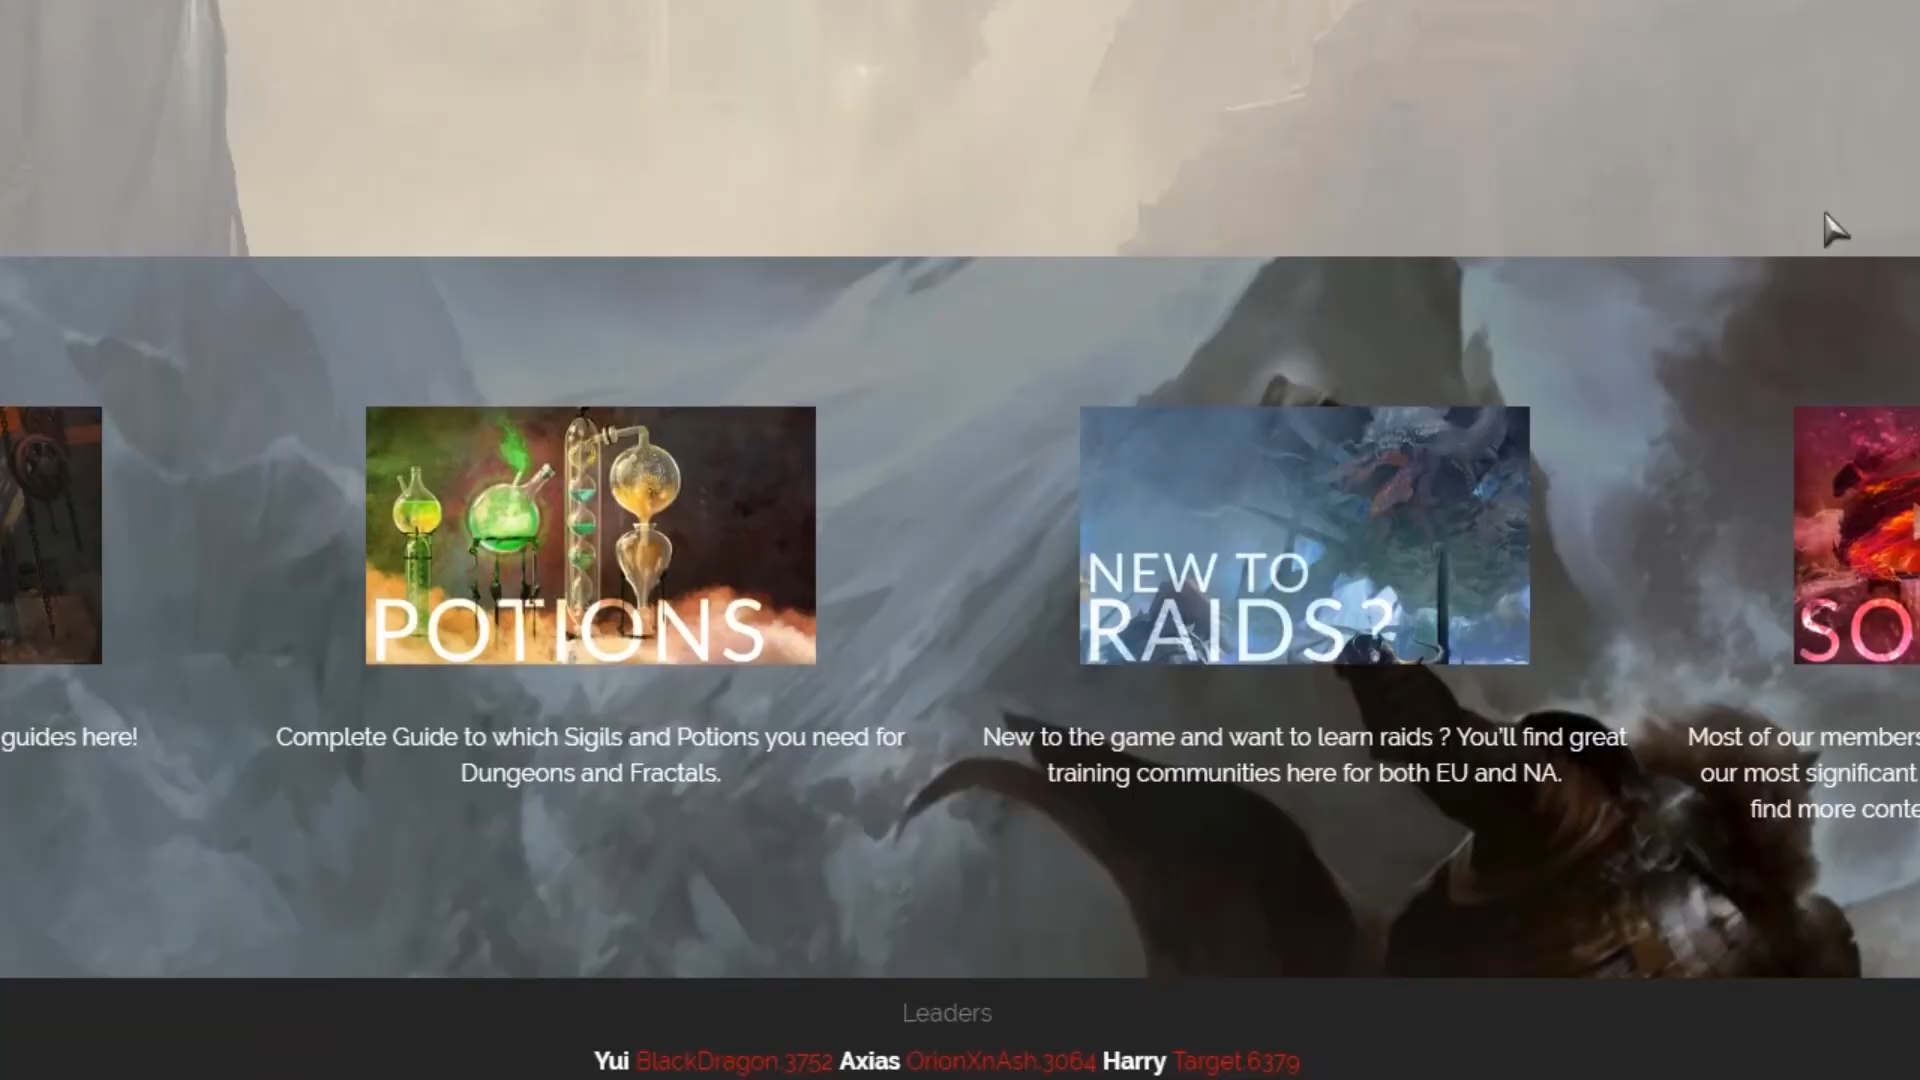 POTIONS
NEW TO
RAIDS?
SO
guides here!
Complete Guide to which Sigils and Potions you need for
Dungeons and Fractals.
New to the game and want to learn raids ? You'll find great
training communities here for both EU and NA.
Most of our members
our most significant
find more conte
Leaders
Yui BlackDragon.3752 Axias OrionXnAsh.3064 Harry Target.6379